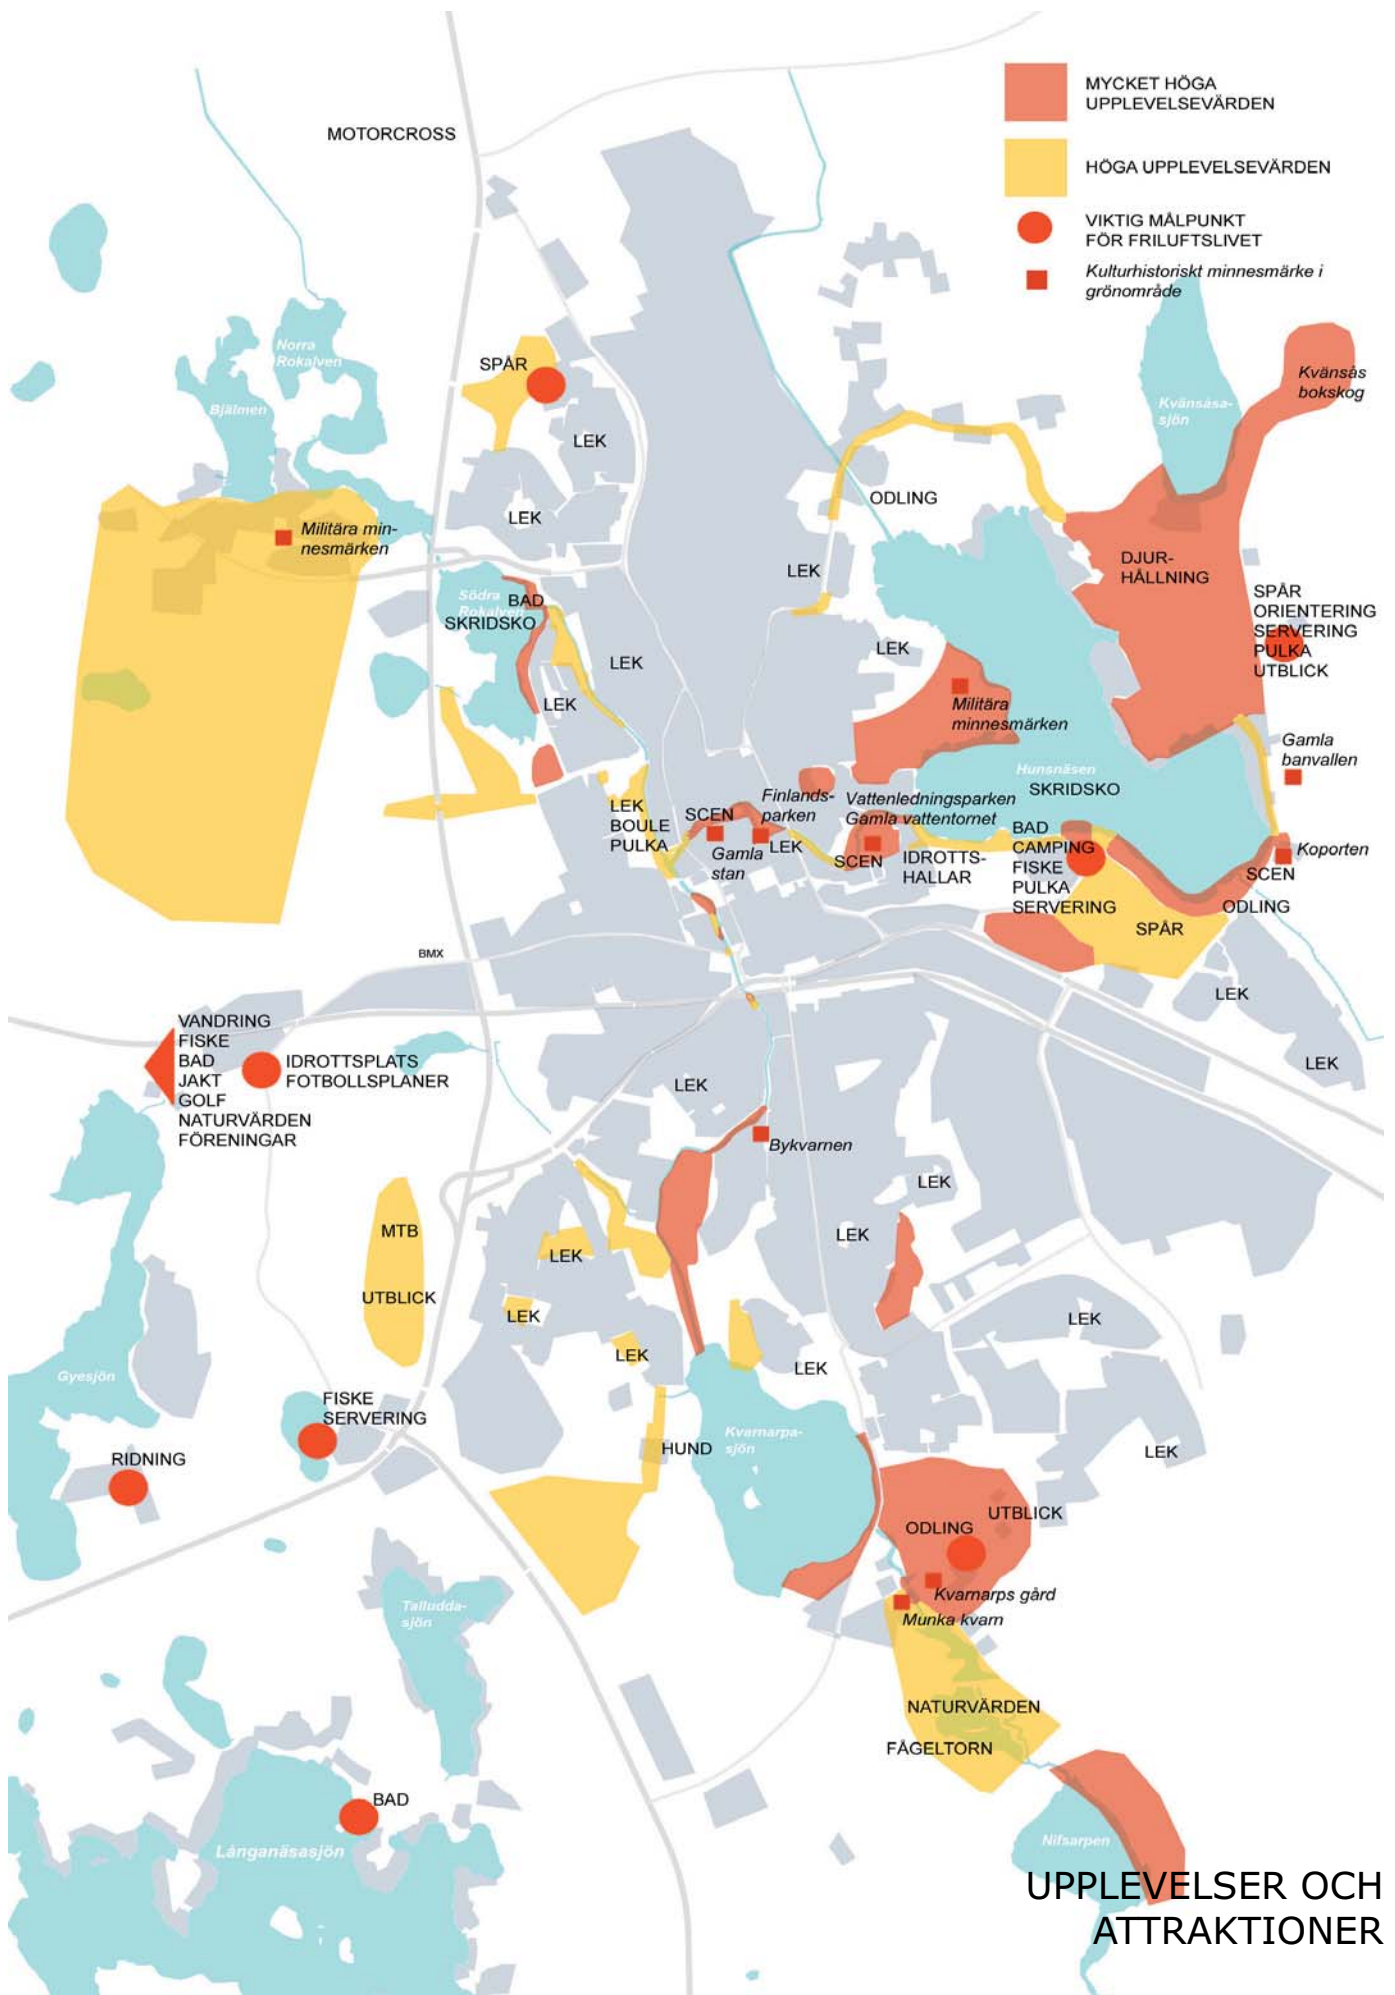 MYCKET HÖGA
UPPLEVELSEVÄRDEN
HÖGA UPPLEVELSEVÄRDEN
VIKTIG MÅLPUNKT
FÖR FRILUFTSLIVET
Kulturhistoriskt minnesmärke i
grönområde
MOTORCROSS
Norra
Rokalven
Bjälmen
SPÅR
LEK
LEK
Kvänsås
bokskog
Kvänsåsa-
sjön
ODLING
Militära min-
nesmärken
DJUR-
HÅLLNING
LEK
Södra
Rokalven
BAD
SKRIDSKO
SPÅR
ORIENTERING
SERVERING
PULKA
UTBLICK
LEK
LEK
LEK
Militära
minnesmärken
Gamla
banvallen
Hunsnäsen
SKRIDSKO
LEK
BOULE
PULKA
SCEN
Gamla
stan
Finlands-
parken
LEK
Vattenledningsparken
Gamla vattentornet
SCEN
IDROTTS-
HALLAR
BAD
CAMPING
FISKE
PULKA
SERVERING
Koporten
SCEN
ODLING
SPÅR
BMX
LEK
LEK
VANDRING
FISKE
BAD
JAKT
GOLF
NATURVÄRDEN
FÖRENINGAR
IDROTTSPLATS
FOTBOLLSPLANER
LEK
Bykvarnen
LEK
LEK
MTB
UTBLICK
LEK
LEK
LEK
LEK
LEK
Gyesjön
FISKE
SERVERING
RIDNING
HUND
Kvarnarpa-
sjön
LEK
UTBLICK
ODLING
Kvarnarps gård
Munka kvarn
Talludda-
sjön
NATURVÄRDEN
FÅGELTORN
BAD
Långanäsasjön
Nilsarpen
UPPLEVELSER OCH
ATTRAKTIONER